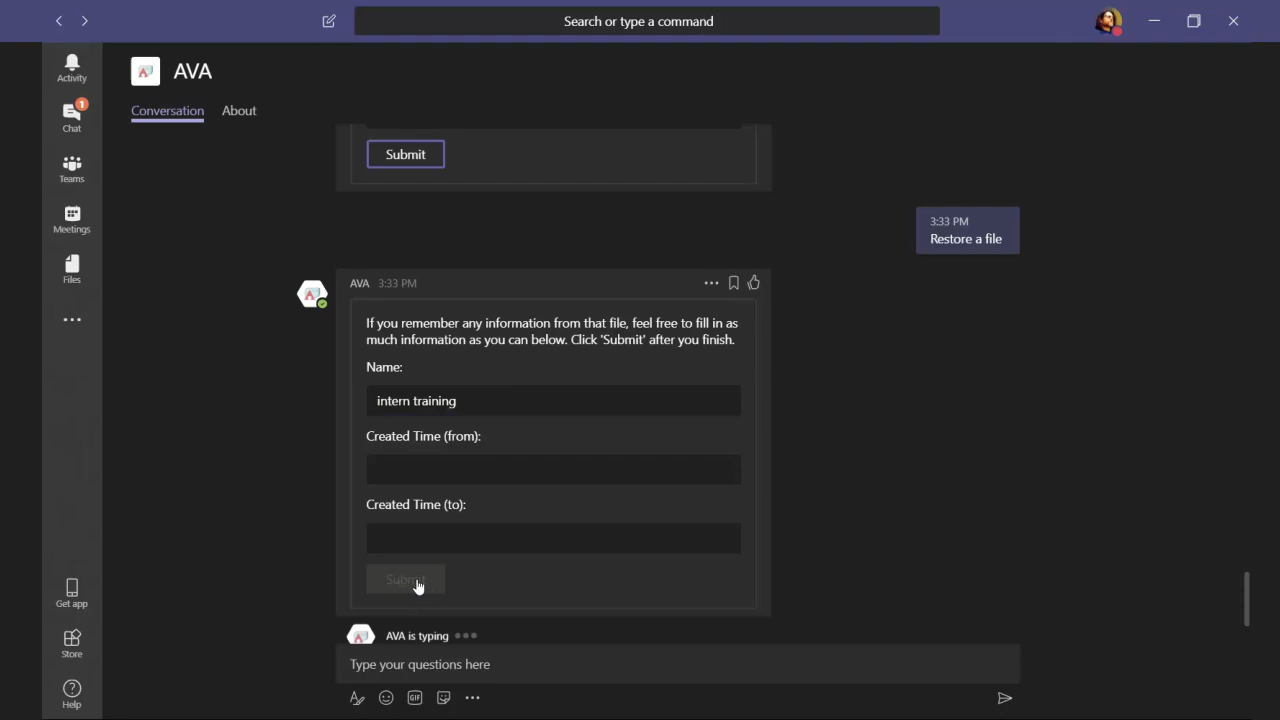 Search or type a command
Activity
AVA
Conversation
About
1
Chat
Submit
Teams
Meetings
3:33 PM
Restore a file
Files
AVA 3:33 PM
If you remember any information from that file, feel free to fill in as
much information as you can below. Click 'Submit' after you finish.
Name:
intern training
Created Time (from):
Created Time (to):
Submit
Get app
AVA is typing
Store
Type your questions here
GIF
Help